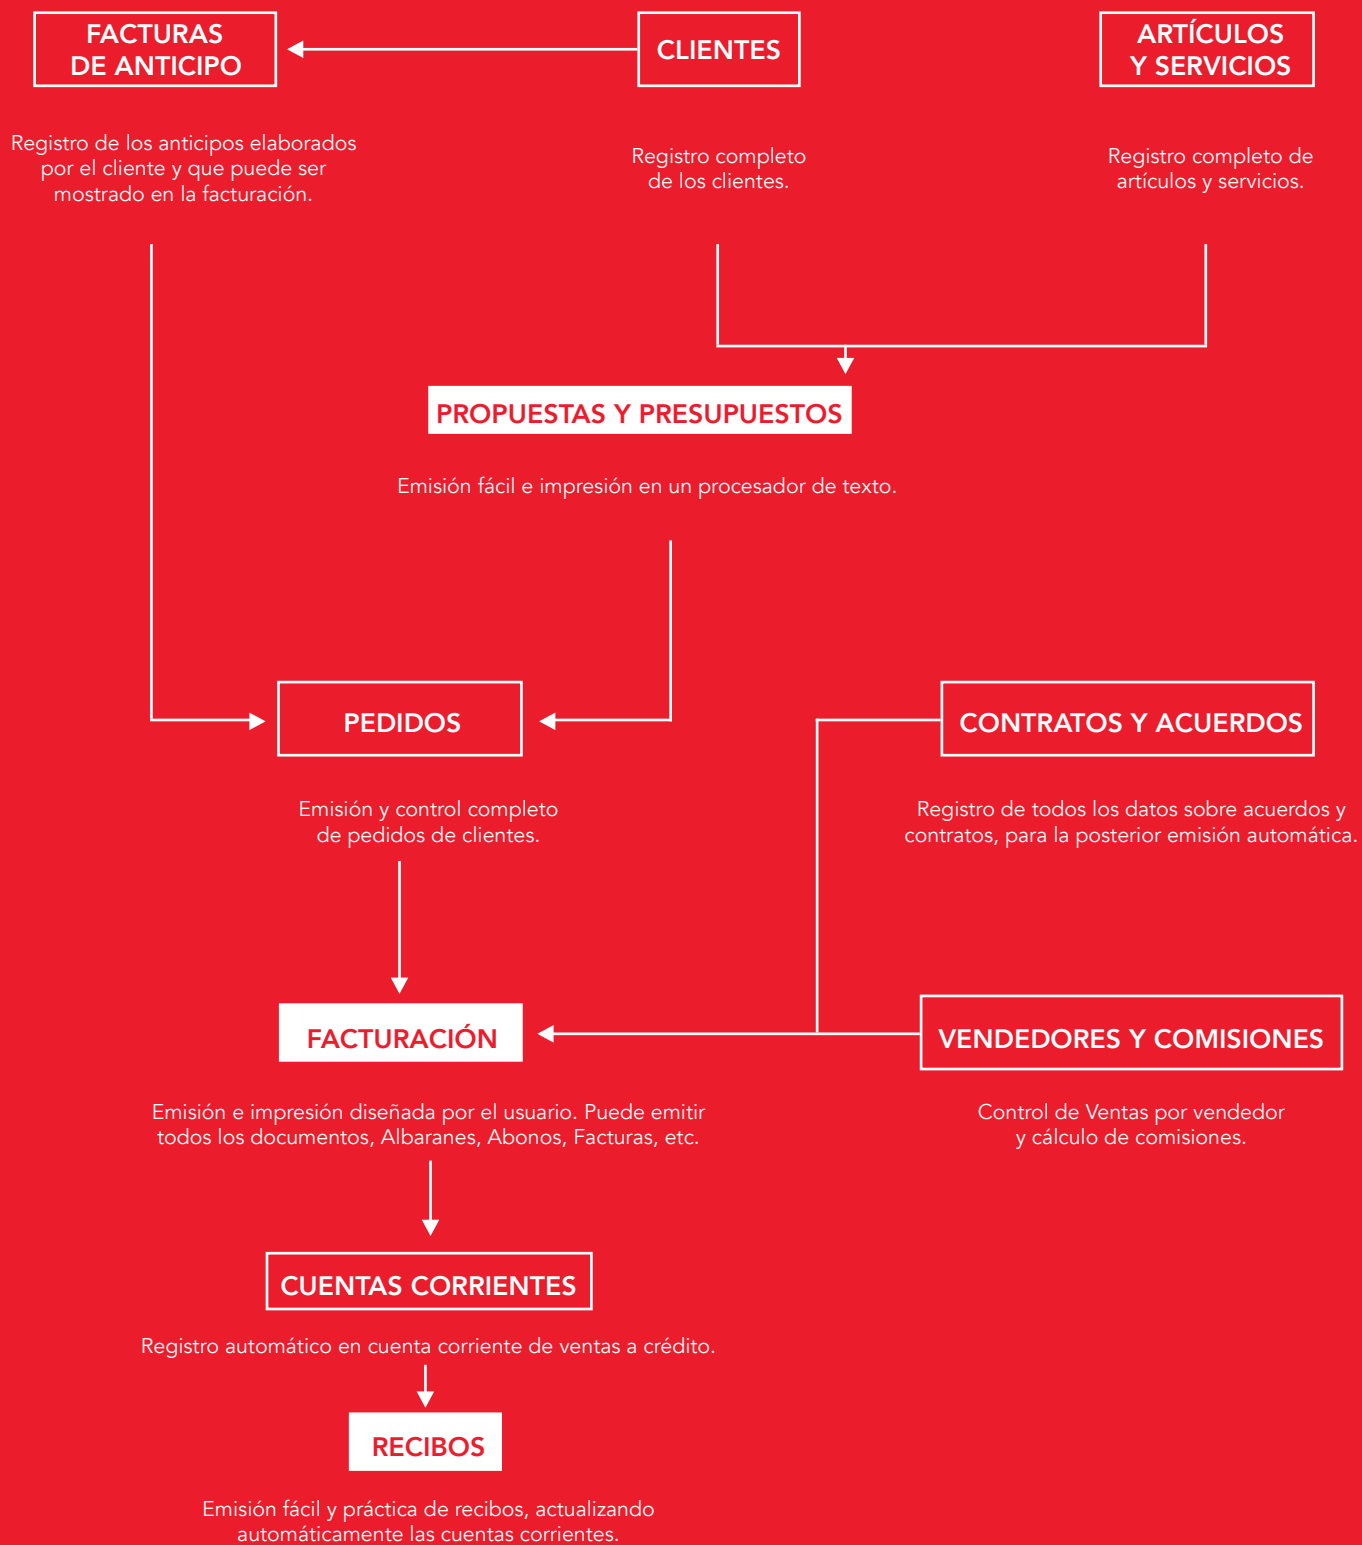 FACTURAS
DE ANTICIPO
CLIENTES
ARTÍCULOS
Y SERVICIOS
Registro de los anticipos elaborados
por el cliente y que puede ser
mostrado en la facturación.
Registro completo
de los clientes.
Registro completo de
artículos y servicios.
PROPUESTAS Y PRESUPUESTOS
Emisión fácil e impresión en un procesador de texto.
PEDIDOS
CONTRATOS Y ACUERDOS
Emisión y control completo
de pedidos de clientes.
Registro de todos los datos sobre acuerdos y
contratos, para la posterior emisión automática.
FACTURACIÓN
VENDEDORES Y COMISIONES
Emisión e impresión diseñada por el usuario. Puede emitir
todos los documentos, Albaranes, Abonos, Facturas, etc.
Control de Ventas por vendedor
y cálculo de comisiones.
CUENTAS CORRIENTES
Registro automático en cuenta corriente de ventas a crédito.
RECIBOS
Emisión fácil y práctica de recibos, actualizando
automáticamente las cuentas corrientes.